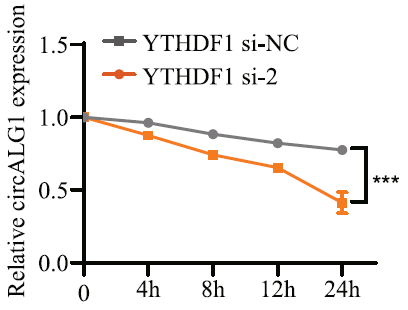 Relative circALG1 expression
1.5
1.0
0.5
0.0
YTHDF1 si-NC
YTHDF1 si-2
***
0
4h
8h
12h
24h